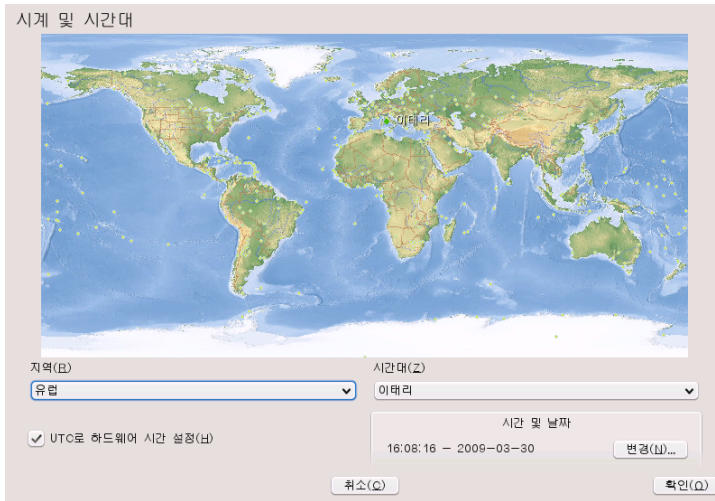 시계 및 시간대
이태리
지역(R)
시간대(Z)
유럽
이태리
시간 및 날짜
UTC로 하드웨어 시간 설정(H)
16:08:16 - 2009-03-30
변경(N)...
취소(C)
확인(O)